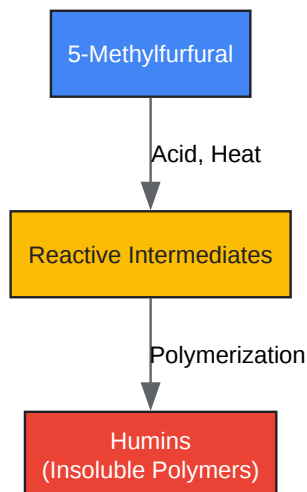 5-Methylfurfural
Acid, Heat
Reactive Intermediates
Polymerization
Humins
(Insoluble Polymers)